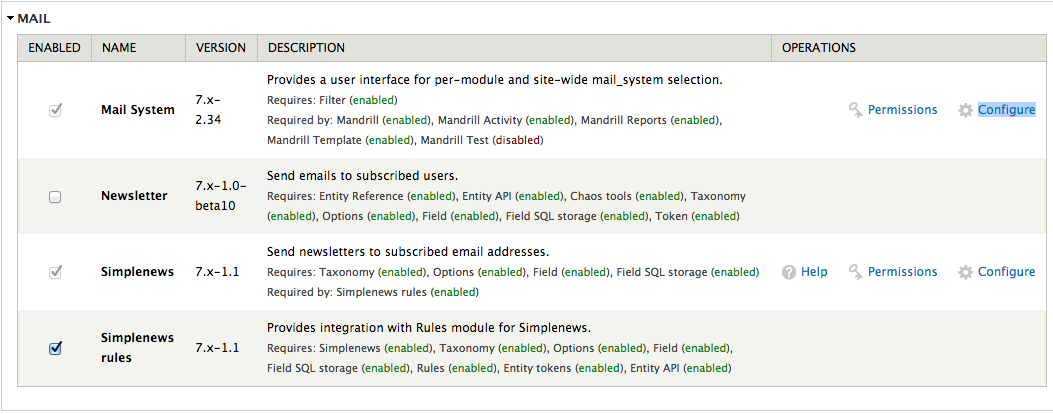 MAIL
ENABLED NAME VERSION DESCRIPTION OPERATIONS
Mail System
7.x-
2.34
Provides a user interface for per-module and site-wide mail_system selection.
Requires: Filter (enabled)
Required by: Mandrill (enabled), Mandrill Activity (enabled), Mandrill Reports (enabled),
Mandrill Template (enabled), Mandrill Test (disabled)
Permissions Configure
Newsletter
7.x-1.0-
beta10
Send emails to subscribed users.
Requires: Entity Reference (enabled), Entity API (enabled), Chaos tools (enabled), Taxonomy
(enabled), Options (enabled), Field (enabled), Field SQL storage (enabled), Token (enabled)
Simplenews
7.x-1.1
Send newsletters to subscribed email addresses.
Requires: Taxonomy (enabled), Options (enabled), Field (enabled), Field SQL storage (enabled)
Required by: Simplenews rules (enabled)
Help Permissions Configure
Simplenews
rules
7.x-1.1
Provides integration with Rules module for Simplenews.
Requires: Simplenews (enabled), Taxonomy (enabled), Options (enabled), Field (enabled),
Field SQL storage (enabled), Rules (enabled), Entity tokens (enabled), Entity API (enabled)